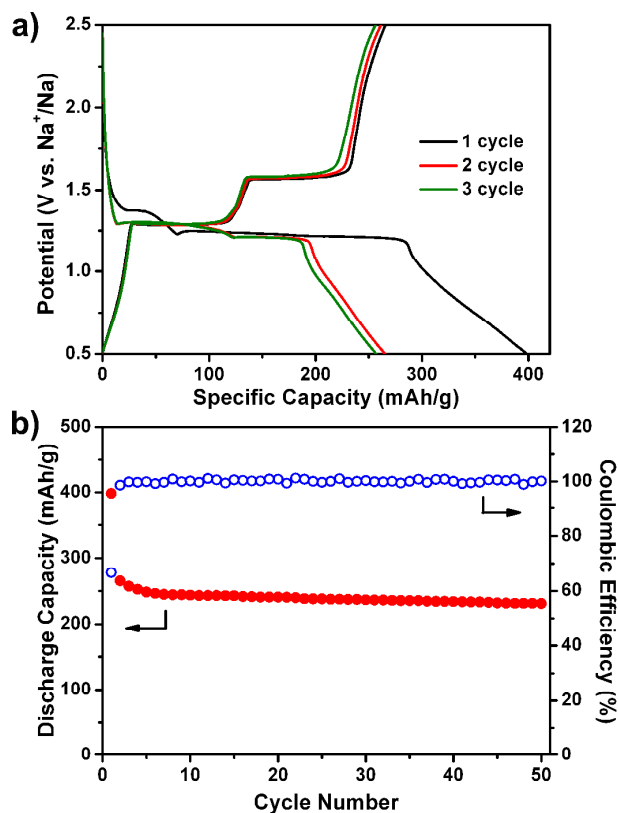 a)
2.5
2.0
1.5
1.0
0.5
Potential (V vs. Na⁺/Na)
1 cycle
2 cycle
3 cycle
0 100 200 300 400
Specific Capacity (mAh/g)
b)
500
400
300
200
100
0
Discharge Capacity (mAh/g)
120
100
80
60
40
20
0
Coulombic Efficiency (%)
0 10 20 30 40 50
Cycle Number